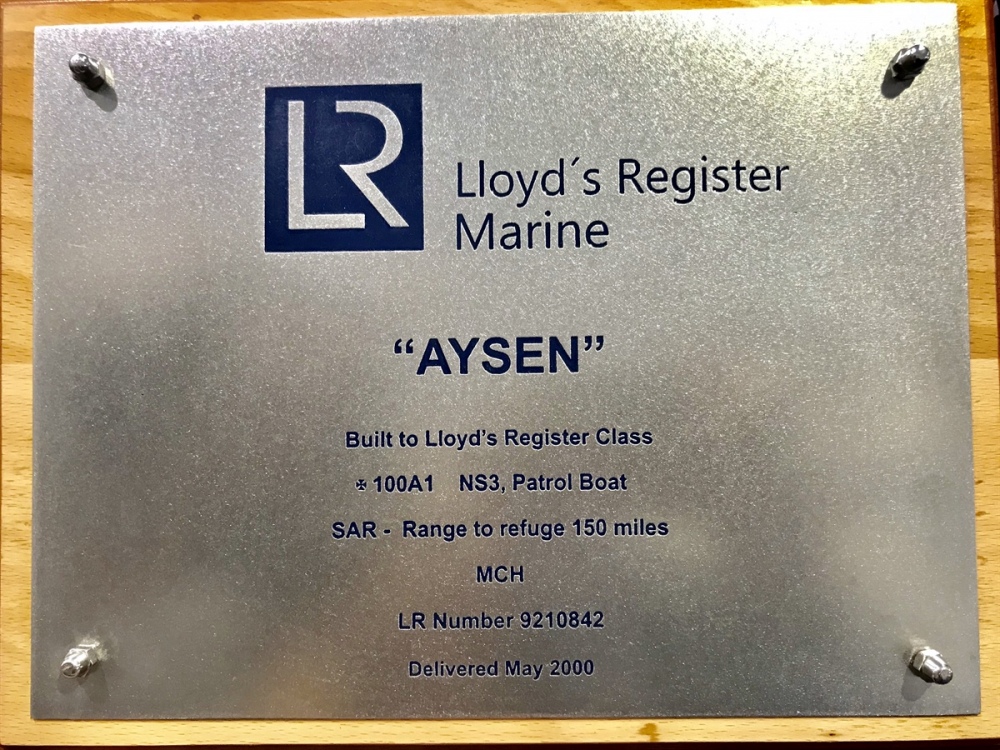 LR
Lloyd´s Register
Marine
“AYSEN”
Built to Lloyd’s Register Class
✠ 100A1 NS3, Patrol Boat
SAR - Range to refuge 150 miles
MCH
LR Number 9210842
Delivered May 2000